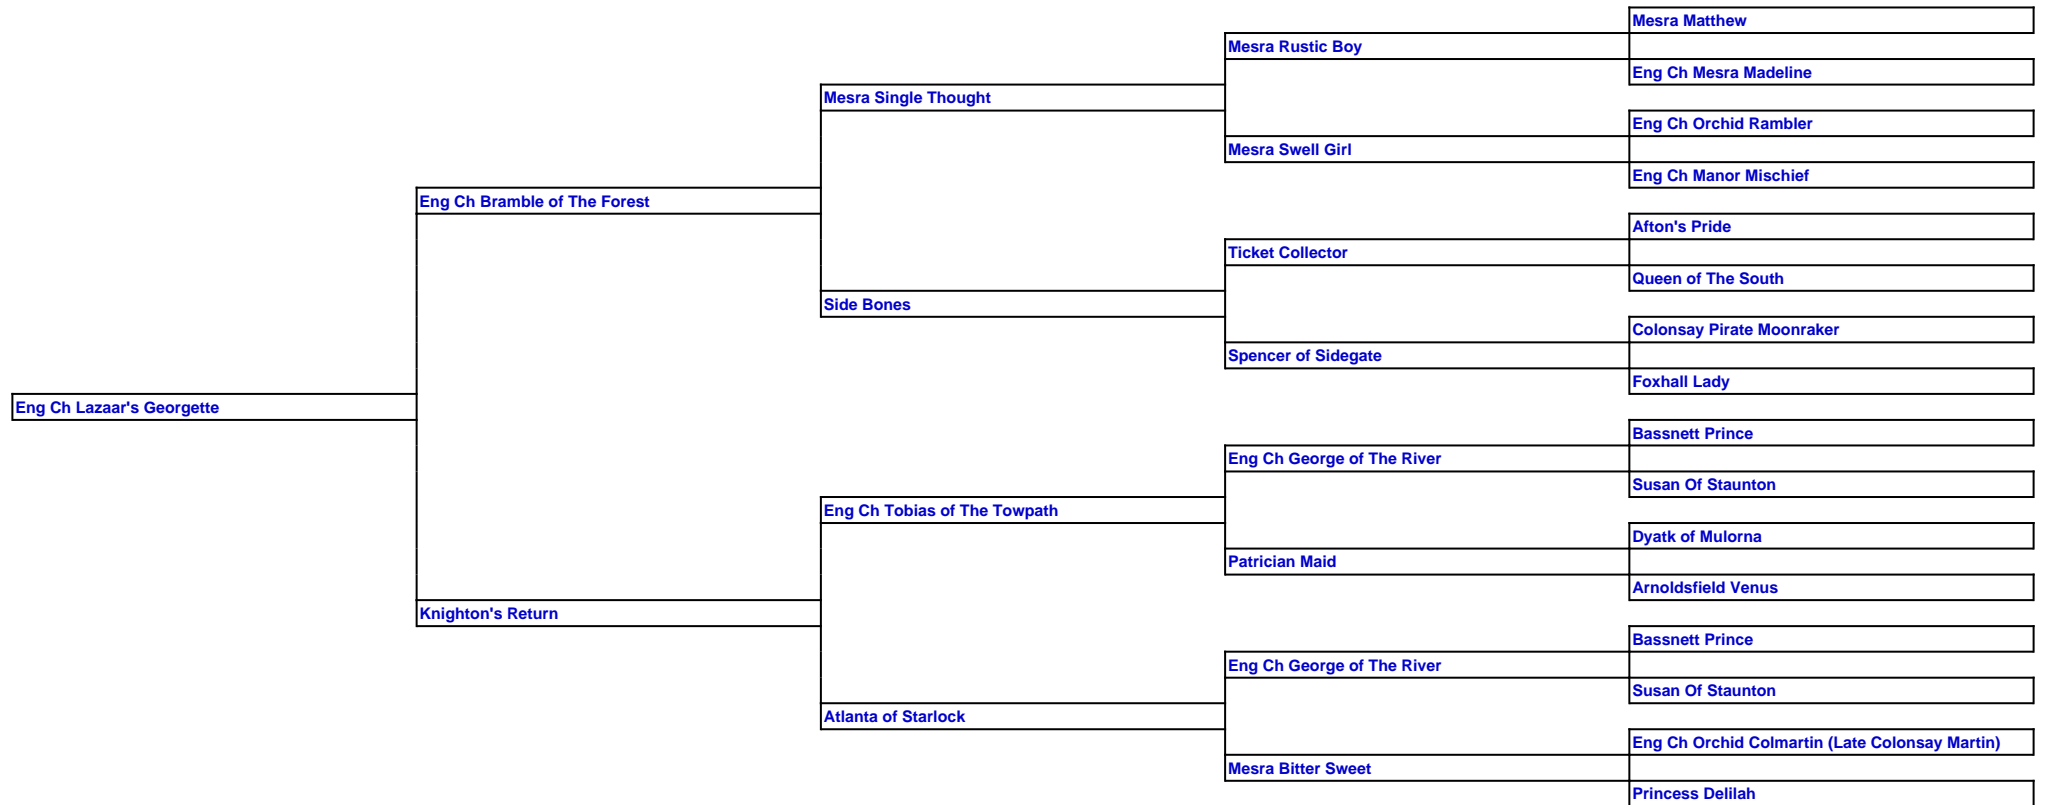 Mesra Matthew
Mesra Rustic Boy
Eng Ch Mesra Madeline
Mesra Single Thought
Eng Ch Orchid Rambler
Mesra Swell Girl
Eng Ch Manor Mischief
Eng Ch Bramble of The Forest
Afton's Pride
Ticket Collector
Queen of The South
Side Bones
Colonsay Pirate Moonraker
Spencer of Sidegate
Foxhall Lady
Eng Ch Lazaar's Georgette
Bassnett Prince
Eng Ch George of The River
Susan Of Staunton
Eng Ch Tobias of The Towpath
Dyatk of Mulorna
Patrician Maid
Arnoldsfield Venus
Knighton's Return
Bassnett Prince
Eng Ch George of The River
Susan Of Staunton
Atlanta of Starlock
Eng Ch Orchid Colmartin (Late Colonsay Martin)
Mesra Bitter Sweet
Princess Delilah